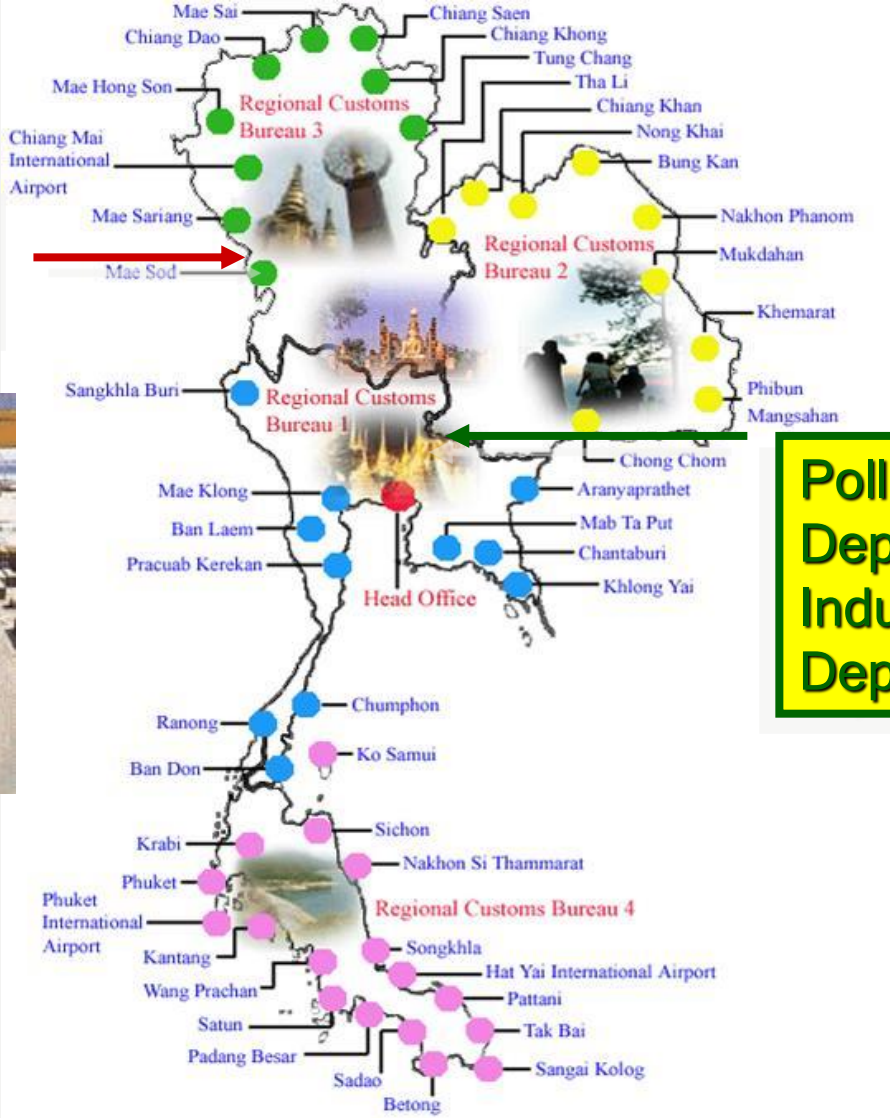 Mae Sai
Chiang Saen
Chiang Dao
Chiang Khong
Tung Chang
Mae Hong Son
Tha Li
Regional Customs
Bureau 3
Chiang Khan
Chiang Mai
International
Airport
Nong Khai
Bung Kan
Mae Sariang
Nakhon Phanom
Regional Customs
Bureau 2
Mukdahan
Mae Sod
Khemarat
Sangkhla Buri
Regional Customs
Bureau 1
Phibun
Mangsahan
Chong Chom
Mae Klong
Aranyaprathet
Ban Laem
Mab Ta Put
Pracuab Kerekan
Chantaburi
Head Office
Khlong Yai
Poll
Dep
Indu
Dep
Chumphon
Ranong
Ko Samui
Ban Don
Sichon
Krabi
Nakhon Si Thammarat
Phuket
Phuket
International
Airport
Regional Customs Bureau 4
Kantang
Songkhla
Hat Yai International Airport
Wang Prachan
Pattani
Satun
Tak Bai
Padang Besar
Sadao
Sangai Kolog
Betong